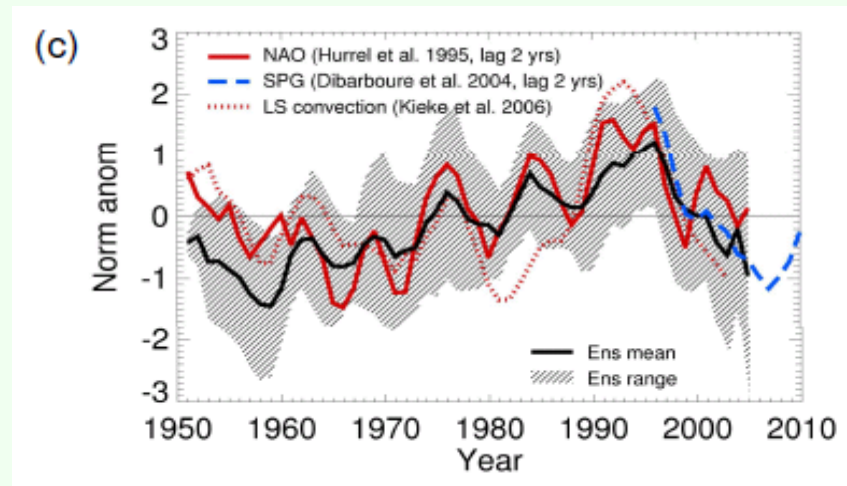 (c)
3
2
1
0
-1
-2
-3
Norm anom
NAO (Hurrel et al. 1995, lag 2 yrs)
SPG (Dibarboure et al. 2004, lag 2 yrs)
LS convection (Kieke et al. 2006)
Ens mean
Ens range
1950 1960 1970 1980 1990 2000 2010
Year